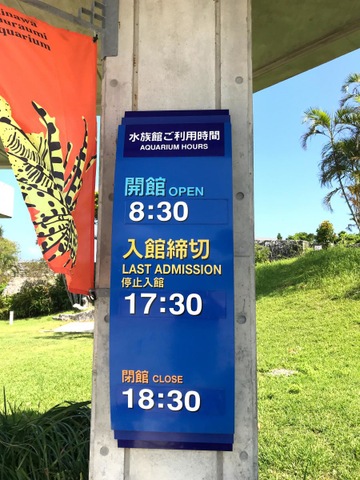 水族館ご利用時間
AQUARIUM HOURS
開館 OPEN
8:30
入館締切
LAST ADMISSION
停止入館
17:30
閉館 CLOSE
18:30